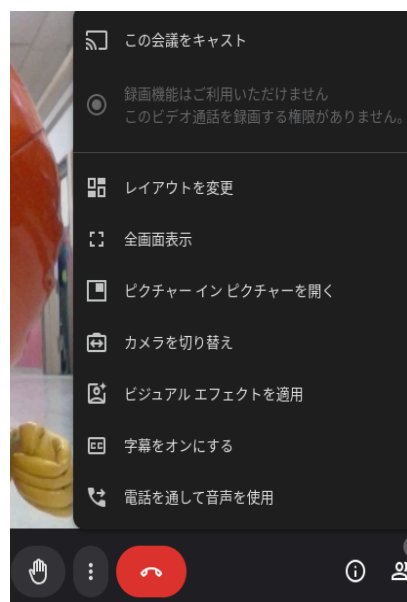 この会議をキャスト
録画機能はご利用いただけません
このビデオ通話を録画する権限がありません。
レイアウトを変更
全画面表示
ピクチャー イン ピクチャーを開く
カメラを切り替え
ビジュアル エフェクトを適用
CC 字幕をオンにする
電話を通して音声を使用